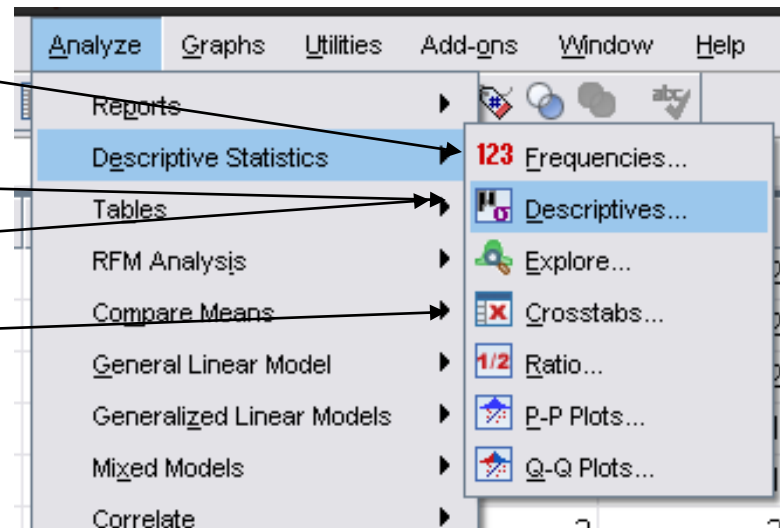 Analyze Graphs Utilities Add-ons Window Help
Reports
Descriptive Statistics
Tables
RFM Analysis
Compare Means
General Linear Model
Generalized Linear Models
Mixed Models
Correlate
123 Frequencies...
μσ Descriptives...
Explore...
Crosstabs...
1/2 Ratio...
P-P Plots...
Q-Q Plots...